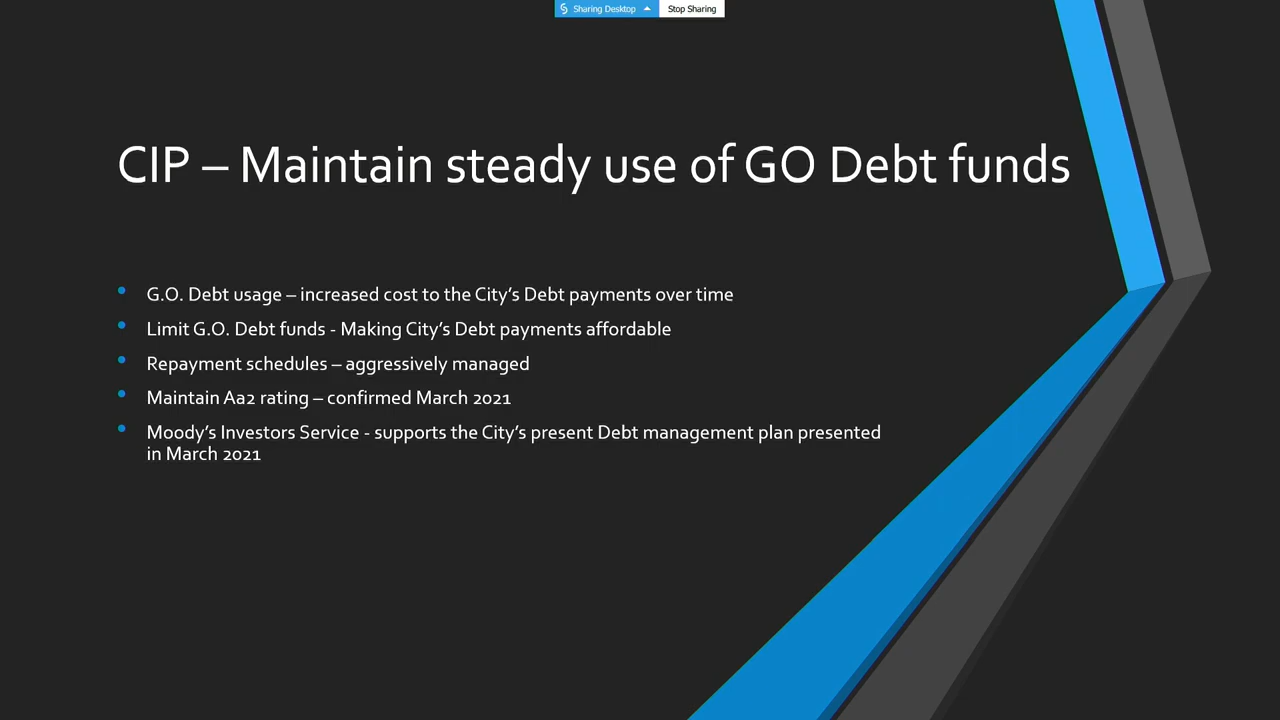 Sharing Desktop
Stop Sharing
CIP – Maintain steady use of GO Debt funds
G.O. Debt usage – increased cost to the City’s Debt payments over time
Limit G.O. Debt funds - Making City’s Debt payments affordable
Repayment schedules – aggressively managed
Maintain Aa2 rating – confirmed March 2021
Moody’s Investors Service - supports the City’s present Debt management plan presented
in March 2021